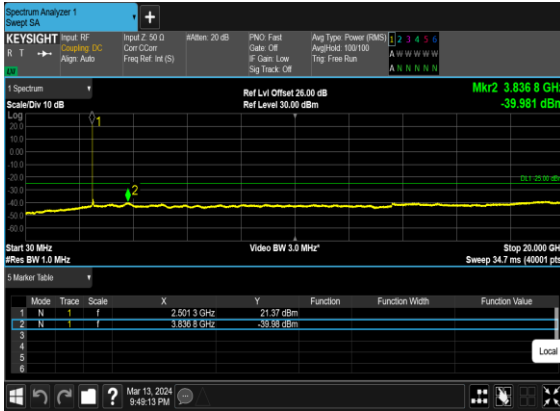 Spectrum Analyzer 1
Swept SA
+
KEYSIGHT Input: RF Input Z: 50 Ω #Atten: 20 dB PNO: Fast Avg Type: Power (RMS) 1 2 3 4 5 6
R T Coupling: DC Corr CCorr Gate: Off Avg|Hold: 100/100 A W W W W W
Align: Auto Freq Ref: Int (S) IF Gain: Low Trig: Free Run
Sig Track: Off A N N N N N
1 Spectrum
Ref Lvl Offset 26.00 dB Mkr2 3.836 8 GHz
Scale/Div 10 dB Ref Level 30.00 dBm -39.981 dBm
Log
20.0
10.0
0.00
-10.0
-20.0
-30.0
-40.0
-50.0
-60.0
1
2
DL1 -25.00 dBm
Start 30 MHz Video BW 3.0 MHz* Stop 20.000 GHz
#Res BW 1.0 MHz Sweep 34.7 ms (40001 pts)
5 Marker Table
Mode Trace Scale X Y Function Function Width Function Value
1 N 1 f 2.501 3 GHz 21.37 dBm
2 N 1 f 3.836 8 GHz -39.98 dBm
3
4
5
6
Local
? Mar 13, 2024
9:49:13 PM